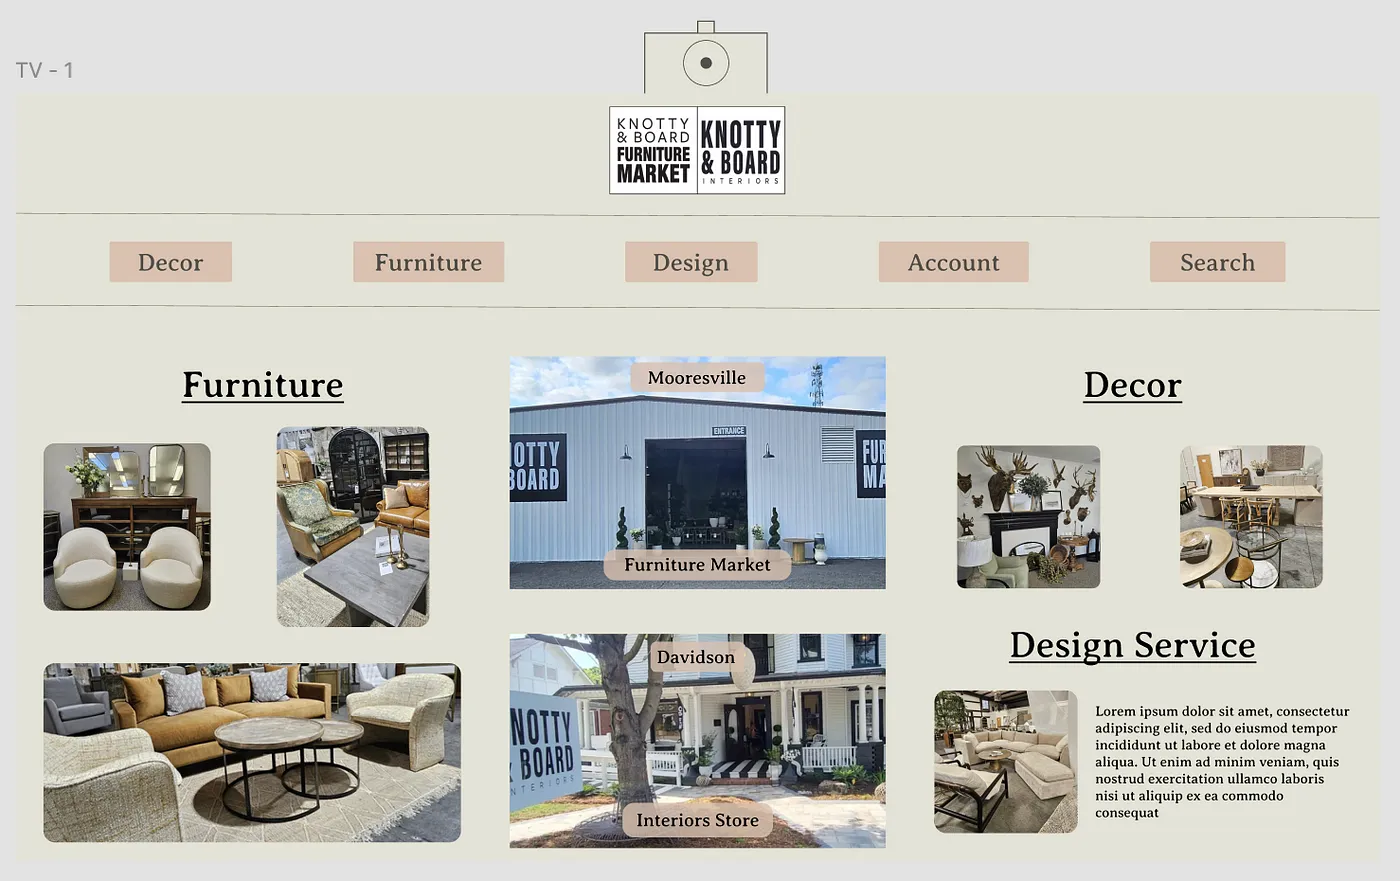 TV - 1
KNOTTY
& BOARD
FURNITURE
MARKET
KNOTTY
& BOARD
INTERIORS
Decor
Furniture
Design
Account
Search
Furniture
Mooresville
ENTRANCE
NOTTY
BOARD
FUR
MA
Furniture Market
Davidson
NOTTY
BOARD
NTERIORS
Interiors Store
Decor
Design Service
Lorem ipsum dolor sit amet, consectetur
adipiscing elit, sed do eiusmod tempor
incididunt ut labore et dolore magna
aliqua. Ut enim ad minim veniam, quis
nostrud exercitation ullamco laboris
nisi ut aliquip ex ea commodo
consequat